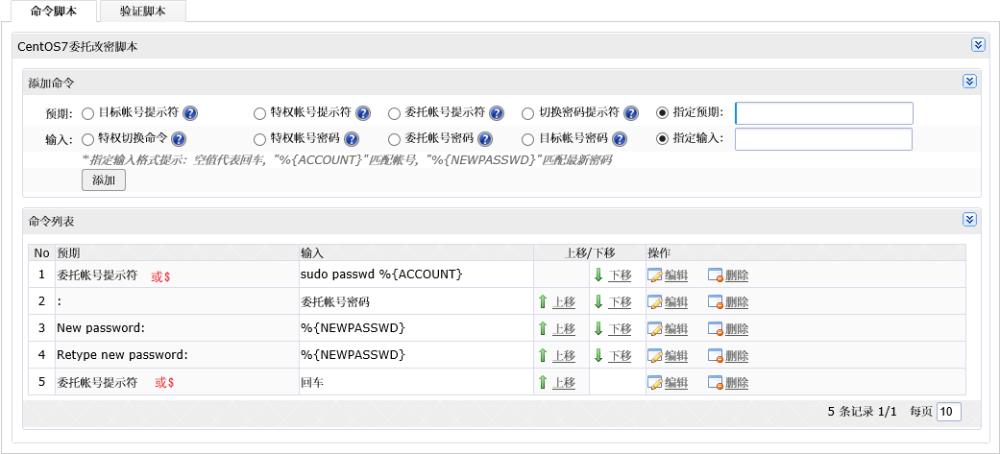 命令脚本 验证脚本
CentOS7委托改密脚本
添加命令
预期: 目标帐号提示符 特权帐号提示符 委托帐号提示符 切换密码提示符 指定预期:
输入: 特权切换命令 特权帐号密码 委托帐号密码 目标帐号密码 指定输入:
*指定输入格式提示: 空值代表回车, "%{ACCOUNT}"匹配帐号, "%{NEWPASSWD}"匹配最新密码
添加
命令列表
No 预期 输入 上移/下移 操作
1 委托帐号提示符 或$ sudo passwd %{ACCOUNT} 下移 编辑 删除
2 : 委托帐号密码 上移 下移 编辑 删除
3 New password: %{NEWPASSWD} 上移 下移 编辑 删除
4 Retype new password: %{NEWPASSWD} 上移 下移 编辑 删除
5 委托帐号提示符 或$ 回车 上移 编辑 删除
5 条记录 1/1 每页 10